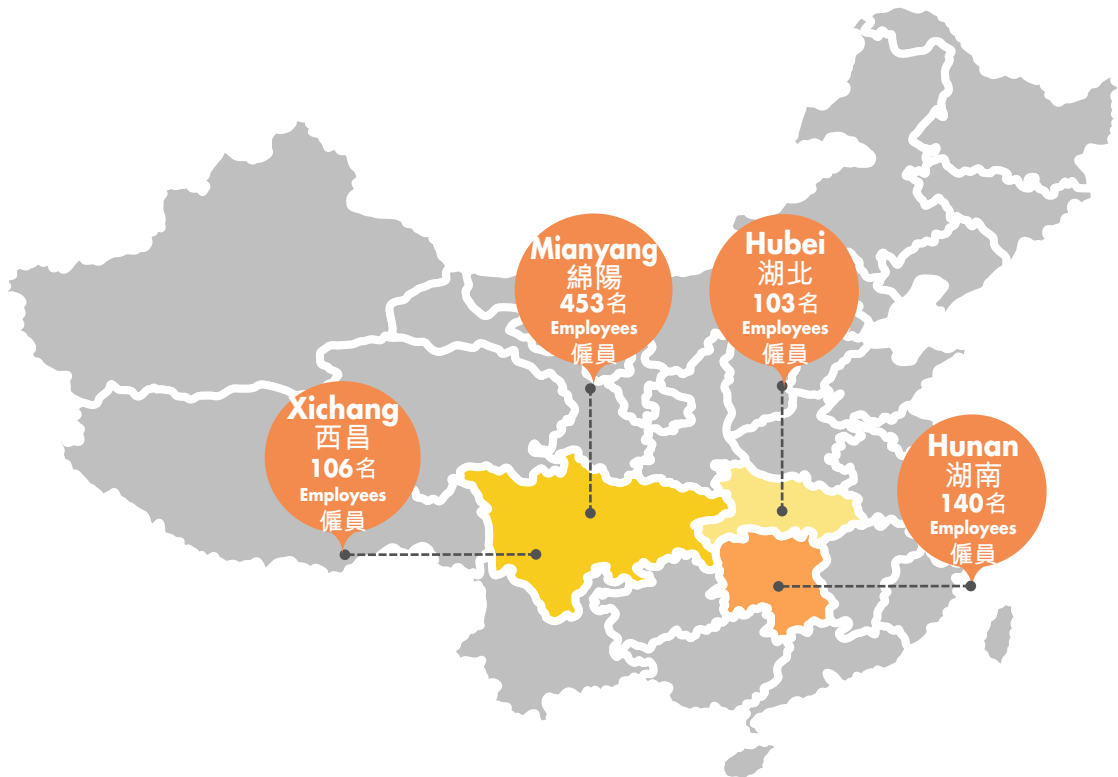 Mianyang
綿陽
453名
Employees
僱員
Hubei
湖北
103名
Employees
僱員
Xichang
西昌
106名
Employees
僱員
Hunan
湖南
140名
Employees
僱員